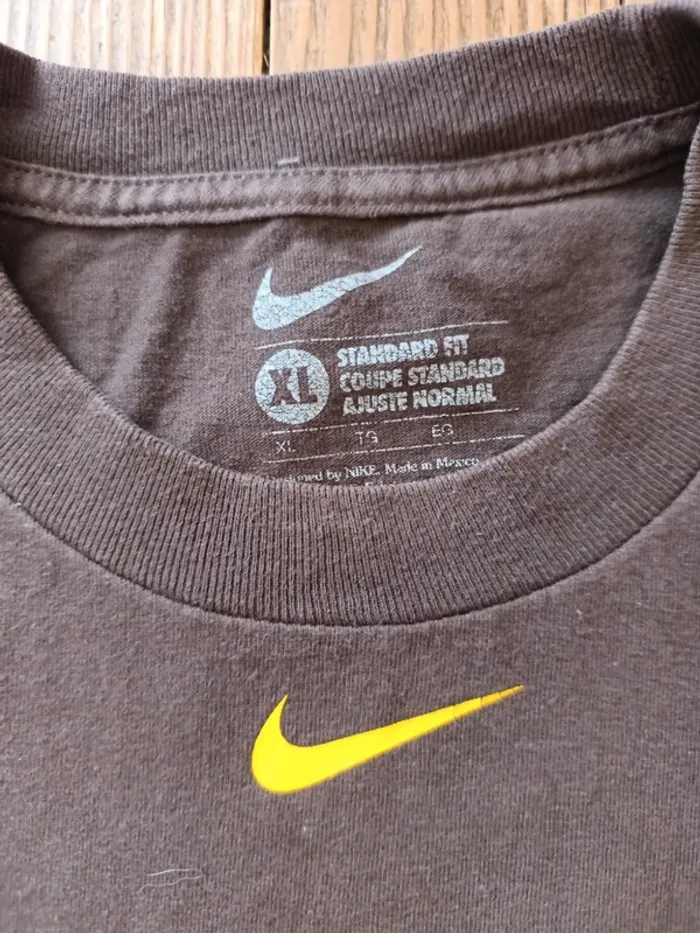 XL
STANDARD FIT
COUPE STANDARD
AJUSTE NORMAL
XL TG EG
by NIKE. Made in Mexico